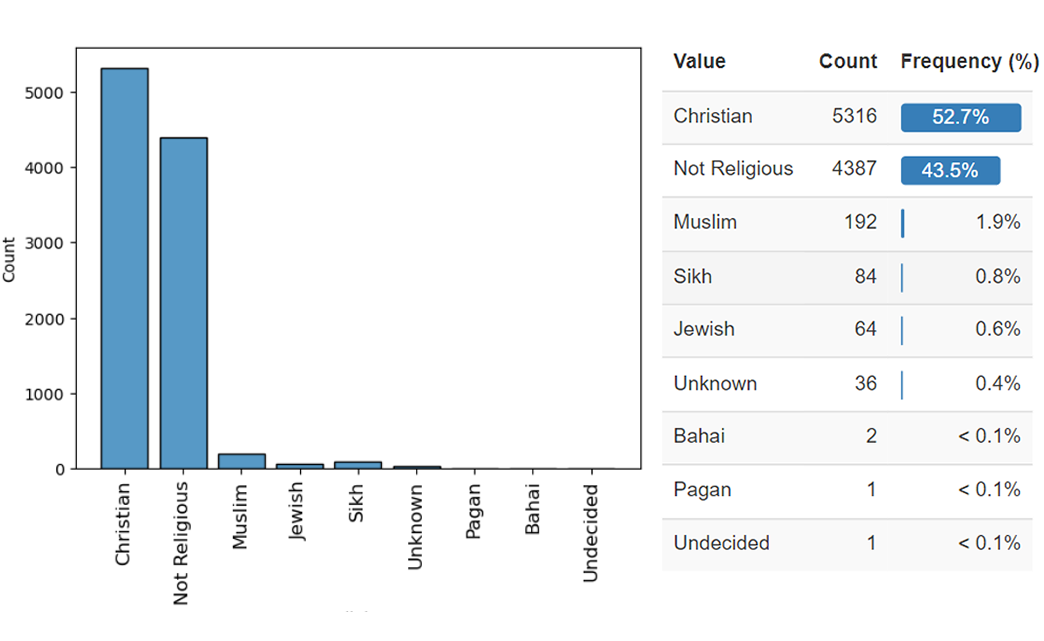 5000
4000
3000
2000
1000
0
Count
Christian
Not Religious
Muslim
Jewish
Sikh
Unknown
Pagan
Bahai
Undecided
Value Count Frequency (%)
Christian 5316 52.7%
Not Religious 4387 43.5%
Muslim 192 1.9%
Sikh 84 0.8%
Jewish 64 0.6%
Unknown 36 0.4%
Bahai 2 < 0.1%
Pagan 1 < 0.1%
Undecided 1 < 0.1%